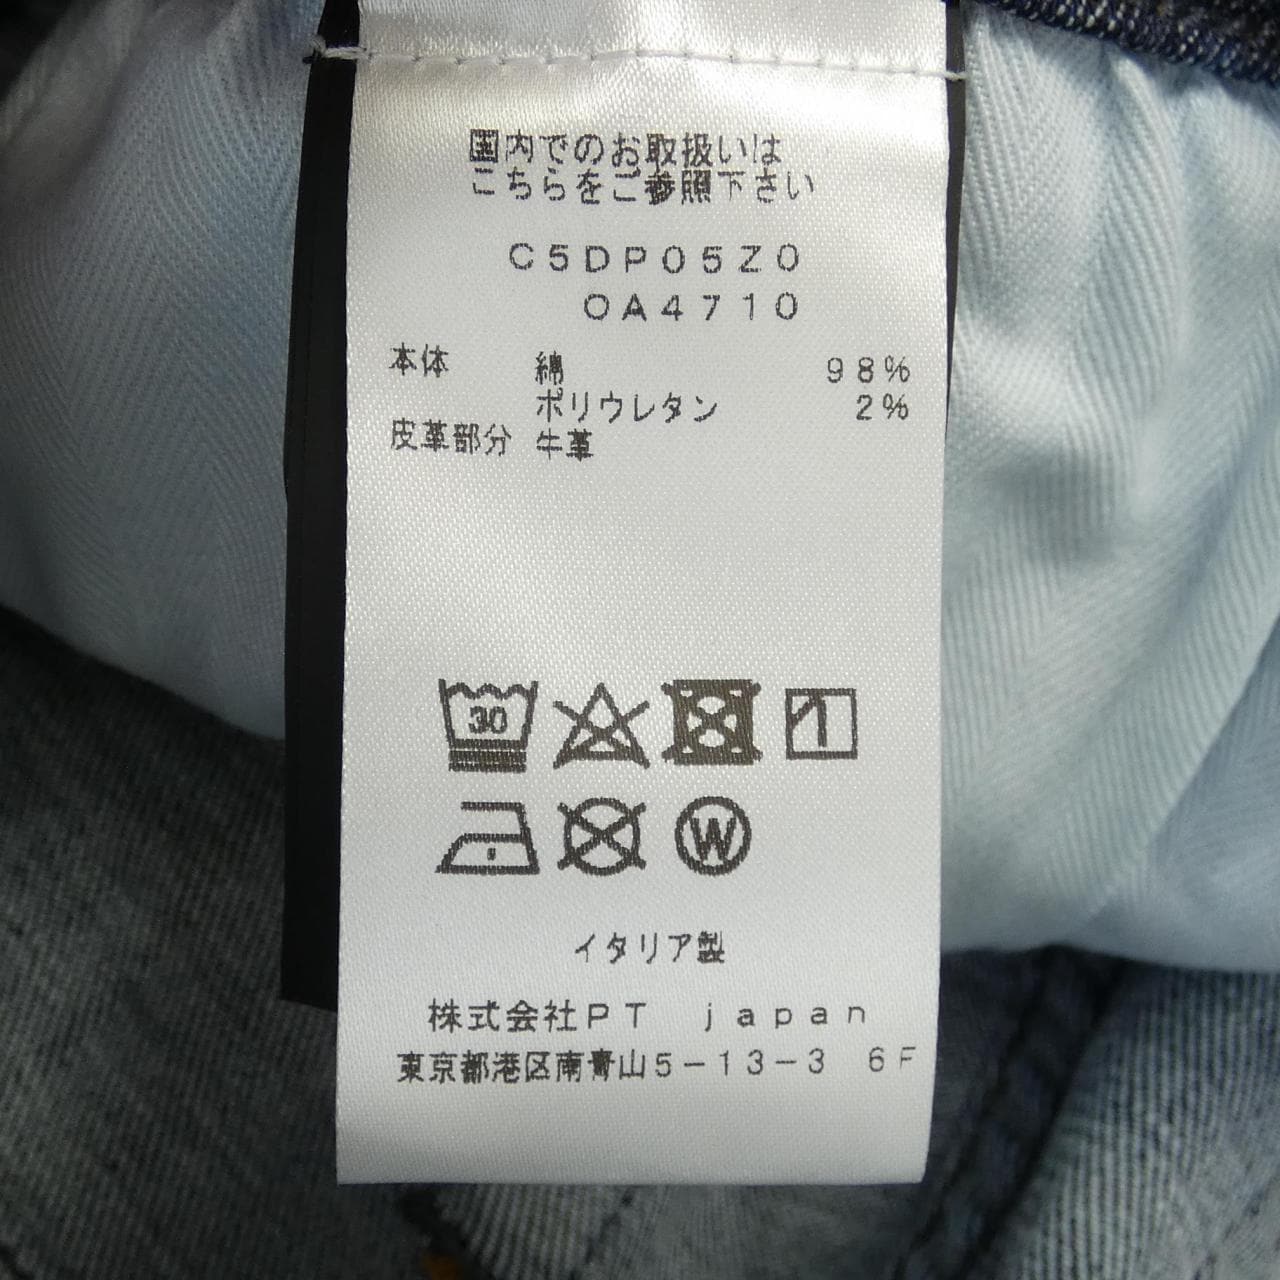 国内でのお取扱いは
こちらをご参照下さい
C5DP05Z0
OA4710
本体 綿 98%
ポリウレタン 2%
皮革部分 牛革
30
W
イタリア製
株式会社PT japan
東京都港区南青山5-13-3 6F